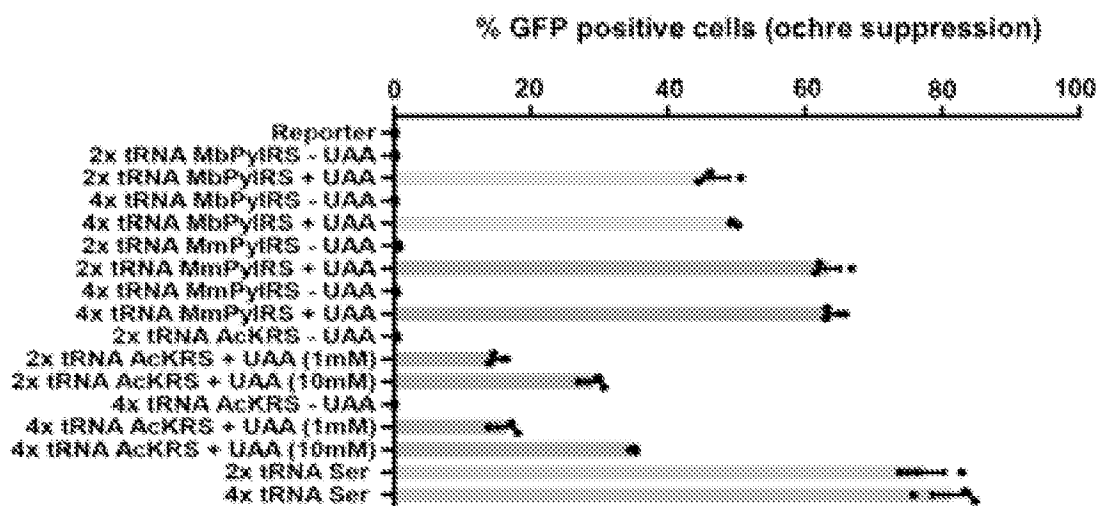 % GFP positive cells (ochre suppression)
0 20 40 60 80 100
Reporter
2x tRNA MbPylRS - UAA
2x tRNA MbPylRS + UAA
4x tRNA MbPylRS - UAA
4x tRNA MbPylRS + UAA
2x tRNA MmPylRS - UAA
2x tRNA MmPylRS + UAA
4x tRNA MmPylRS - UAA
4x tRNA MmPylRS + UAA
2x tRNA AcKRS - UAA
2x tRNA AcKRS + UAA (1mM)
2x tRNA AcKRS + UAA (10mM)
4x tRNA AcKRS - UAA
4x tRNA AcKRS + UAA (1mM)
4x tRNA AcKRS + UAA (10mM)
2x tRNA Ser
4x tRNA Ser